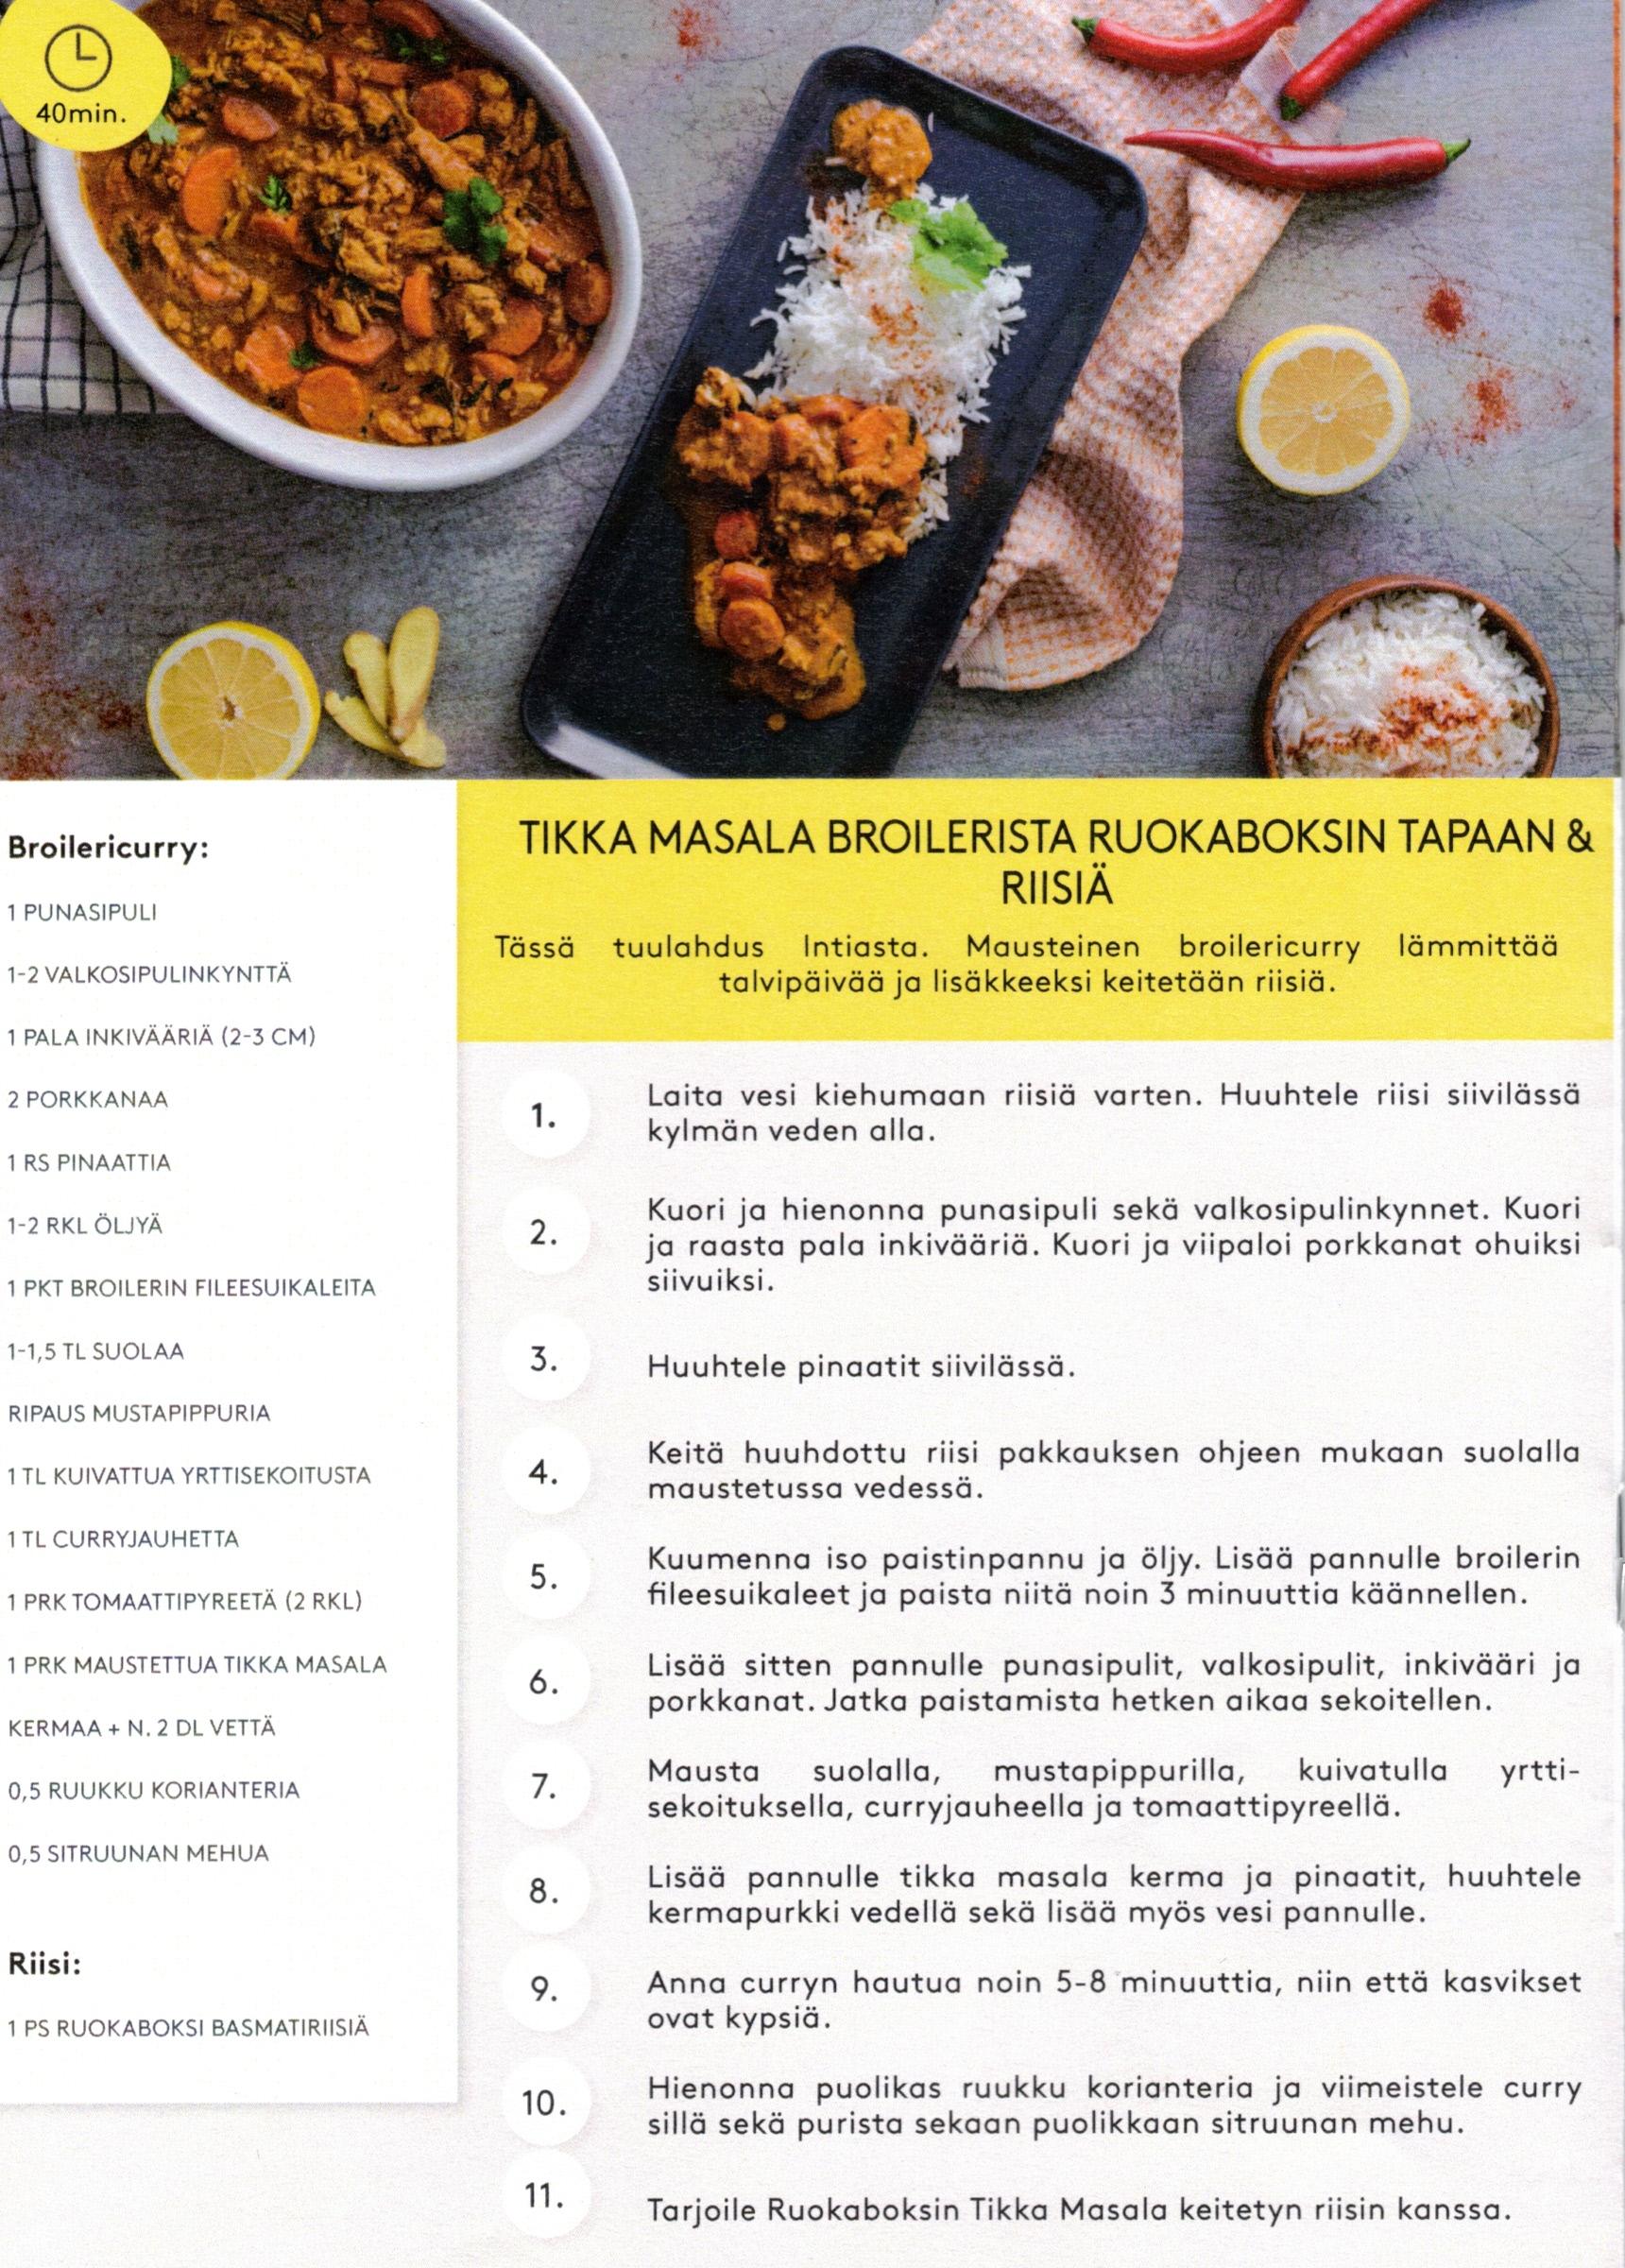 40min.
Broilericurry:
1 PUNASIPULI
1-2 VALKOSIPULINKYNTTÄ
1 PALA INKIVÄÄRIÄ (2-3 CM)
2 PORKKANAA
1 RS PINAATTIA
1-2 RKL ÖLJYÄ
1 PKT BROILERIN FILEESUIKALEITA
1-1,5 TL SUOLAA
RIPAUS MUSTAPIPPURIA
1 TL KUIVATTUA YRTTISEKOITUSTA
1 TL CURRYJAUHETTA
1 PRK TOMAATTIPYREETÄ (2 RKL)
1 PRK MAUSTETTUA TIKKA MASALA
KERMAA + N. 2 DL VETTÄ
0,5 RUUKKU KORIANTERIA
0,5 SITRUUNAN MEHUA
Riisi:
1 PS RUOKABOKSI BASMATIRIISIÄ
TIKKA MASALA BROILERISTA RUOKABOKSIN TAPAAN &
RIISIÄ
Tässä tuulahdus Intiasta. Mausteinen broilericurry lämmittää
talvipäivää ja lisäkkeeksi keitetään riisiä.
1. Laita vesi kiehumaan riisiä varten. Huuhtele riisi siivilässä
kylmän veden alla.
2. Kuori ja hienonna punasipuli sekä valkosipulinkynnet. Kuori
ja raasta pala inkivääriä. Kuori ja viipaloi porkkanat ohuiksi
siivuiksi.
3. Huuhtele pinaatit siivilässä.
4. Keitä huuhdottu riisi pakkauksen ohjeen mukaan suolalla
maustetussa vedessä.
5. Kuumenna iso paistinpannu ja öljy. Lisää pannulle broilerin
fileesuikaleet ja paista niitä noin 3 minuuttia käännellen.
6. Lisää sitten pannulle punasipulit, valkosipulit, inkivääri ja
porkkanat. Jatka paistamista hetken aikaa sekoitellen.
7. Mausta suolalla, mustapippurilla, kuivatulla yrtti-
sekoituksella, curryjauheella ja tomaattipyreellä.
8. Lisää pannulle tikka masala kerma ja pinaatit, huuhtele
kermapurkki vedellä sekä lisää myös vesi pannulle.
9. Anna curryn hautua noin 5-8 minuuttia, niin että kasvikset
ovat kypsiä.
10. Hienonna puolikas ruukku korianteria ja viimeistele curry
sillä sekä purista sekaan puolikkaan sitruunan mehu.
11. Tarjoile Ruokaboksin Tikka Masala keitetyn riisin kanssa.